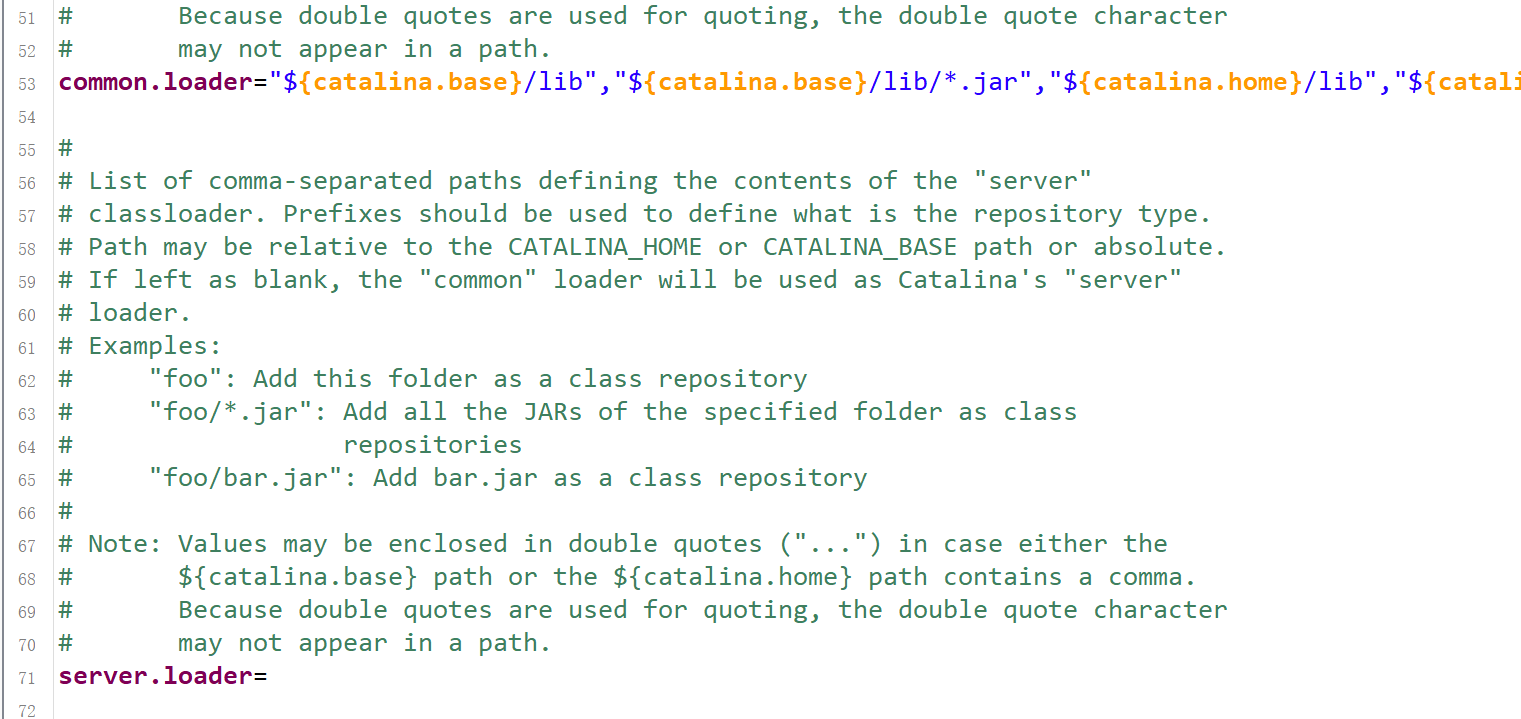 51 #       Because double quotes are used for quoting, the double quote character
52 #       may not appear in a path.
53 common.loader="${catalina.base}/lib","${catalina.base}/lib/*.jar","${catalina.home}/lib","${catali
54
55 #
56 # List of comma-separated paths defining the contents of the "server"
57 # classloader. Prefixes should be used to define what is the repository type.
58 # Path may be relative to the CATALINA_HOME or CATALINA_BASE path or absolute.
59 # If left as blank, the "common" loader will be used as Catalina's "server"
60 # loader.
61 # Examples:
62 #     "foo": Add this folder as a class repository
63 #     "foo/*.jar": Add all the JARs of the specified folder as class
64 #                  repositories
65 #     "foo/bar.jar": Add bar.jar as a class repository
66 #
67 # Note: Values may be enclosed in double quotes ("...") in case either the
68 #       ${catalina.base} path or the ${catalina.home} path contains a comma.
69 #       Because double quotes are used for quoting, the double quote character
70 #       may not appear in a path.
71 server.loader=
72